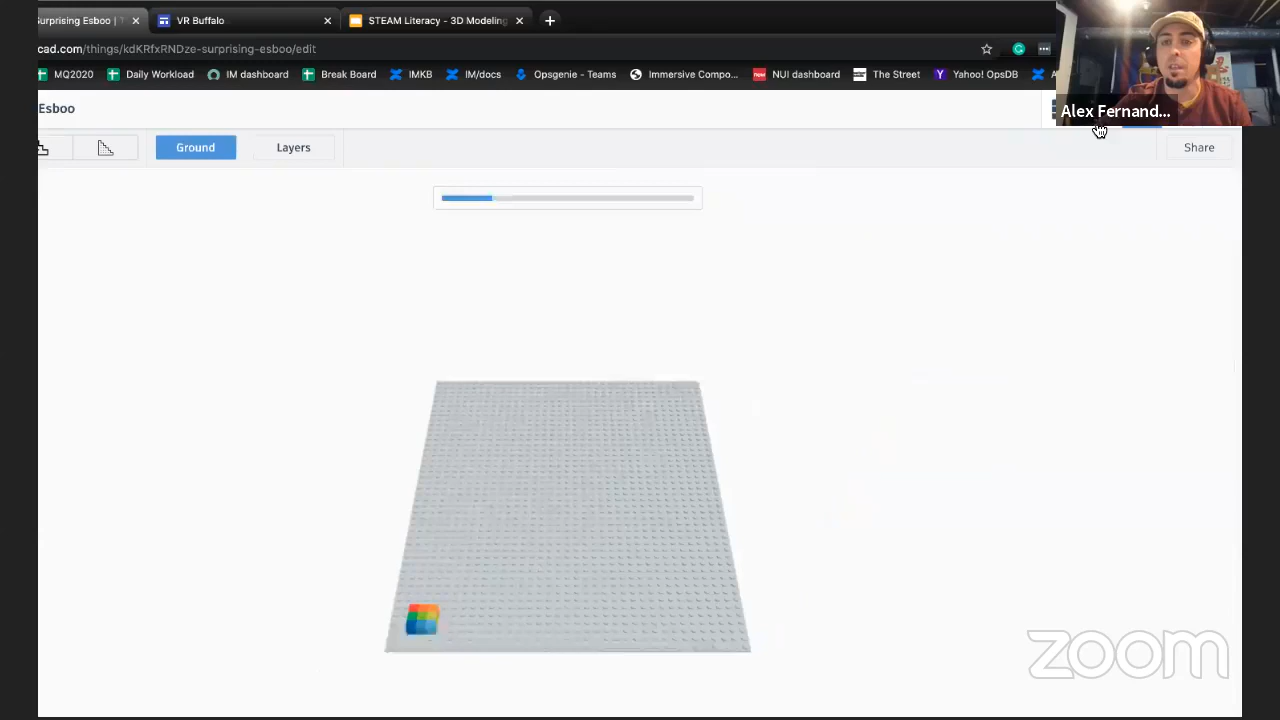 Surprising Esboo | T
VR Buffalo
STEAM Literacy - 3D Modeling
cad.com/things/kdKRfxRNDze-surprising-esboo/edit
MQ2020
Daily Workload
IM dashboard
Break Board
IMKB
IM/docs
Opsgenie - Teams
Immersive Compo...
NUI dashboard
The Street
Yahoo! OpsDB
Esboo
Alex Fernand...
Ground
Layers
Share
zoom